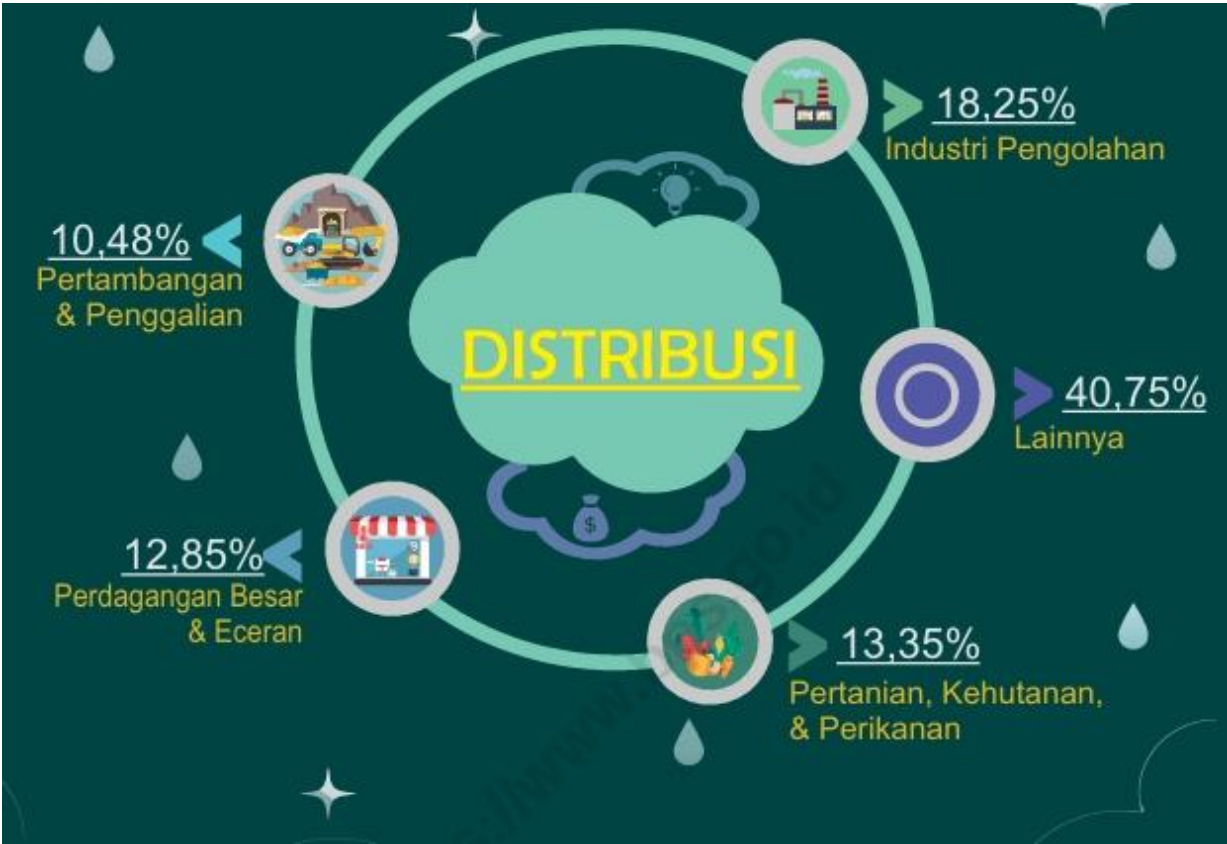 18,25%
Industri Pengolahan
10,48%
Pertambangan
& Penggalian
DISTRIBUSI
40,75%
Lainnya
12,85%
Perdagangan Besar
& Eceran
13,35%
Pertanian, Kehutanan,
& Perikanan
$